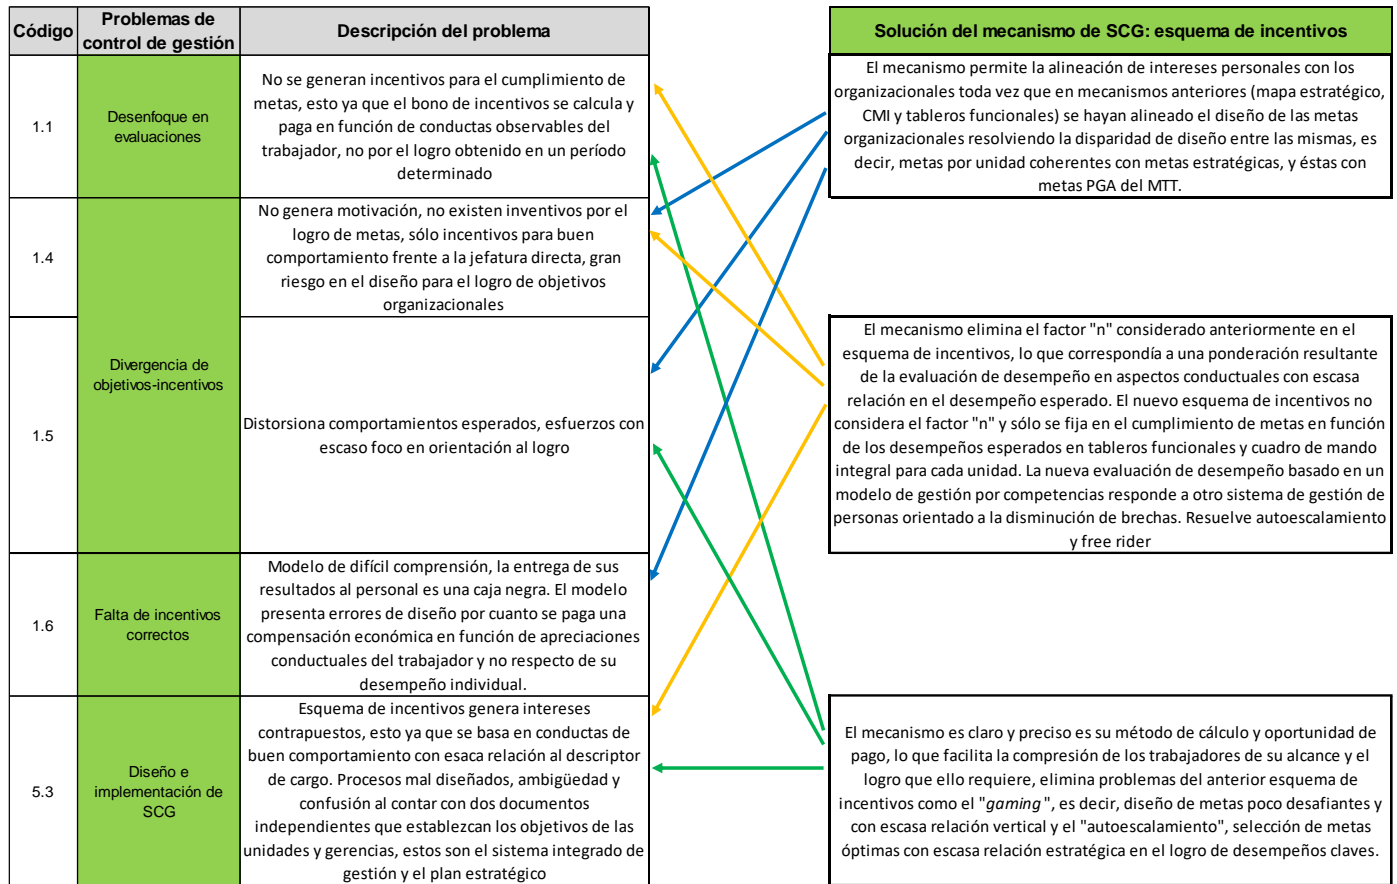 Código
Problemas de
control de gestión
Descripción del problema
Solución del mecanismo de SCG: esquema de incentivos
1.1
Desenfoque en
evaluaciones
No se generan incentivos para el cumplimiento de
metas, esto ya que el bono de incentivos se calcula y
paga en función de conductas observables del
trabajador, no por el logro obtenido en un período
determinado
El mecanismo permite la alineación de intereses personales con los
organizacionales toda vez que en mecanismos anteriores (mapa estratégico,
CMI y tableros funcionales) se hayan alineado el diseño de las metas
organizacionales resolviendo la disparidad de diseño entre las mismas, es
decir, metas por unidad coherentes con metas estratégicas, y éstas con
metas PGA del MTT.
1.4
Divergencia de
objetivos-incentivos
No genera motivación, no existen inventivos por el
logro de metas, sólo incentivos para buen
comportamiento frente a la jefatura directa, gran
riesgo en el diseño para el logro de objetivos
organizacionales
1.5
Distorsiona comportamientos esperados, esfuerzos con
escaso foco en orientación al logro
El mecanismo elimina el factor "n" considerado anteriormente en el
esquema de incentivos, lo que correspondía a una ponderación resultante
de la evaluación de desempeño en aspectos conductuales con escasa
relación en el desempeño esperado. El nuevo esquema de incentivos no
considera el factor "n" y sólo se fija en el cumplimiento de metas en función
de los desempeños esperados en tableros funcionales y cuadro de mando
integral para cada unidad. La nueva evaluación de desempeño basado en un
modelo de gestión por competencias responde a otro sistema de gestión de
personas orientado a la disminución de brechas. Resuelve autoescalamiento
y free rider
1.6
Falta de incentivos
correctos
Modelo de difícil comprensión, la entrega de sus
resultados al personal es una caja negra. El modelo
presenta errores de diseño por cuanto se paga una
compensación económica en función de apreciaciones
conductuales del trabajador y no respecto de su
desempeño individual.
5.3
Diseño e
implementación de
SCG
Esquema de incentivos genera intereses
contrapuestos, esto ya que se basa en conductas de
buen comportamiento con esaca relación al descriptor
de cargo. Procesos mal diseñados, ambigüedad y
confusión al contar con dos documentos
independientes que establezcan los objetivos de las
unidades y gerencias, estos son el sistema integrado de
gestión y el plan estratégico
El mecanismo es claro y preciso es su método de cálculo y oportunidad de
pago, lo que facilita la compresión de los trabajadores de su alcance y el
logro que ello requiere, elimina problemas del anterior esquema de
incentivos como el "gaming", es decir, diseño de metas poco desafiantes y
con escasa relación vertical y el "autoescalamiento", selección de metas
óptimas con escasa relación estratégica en el logro de desempeños claves.